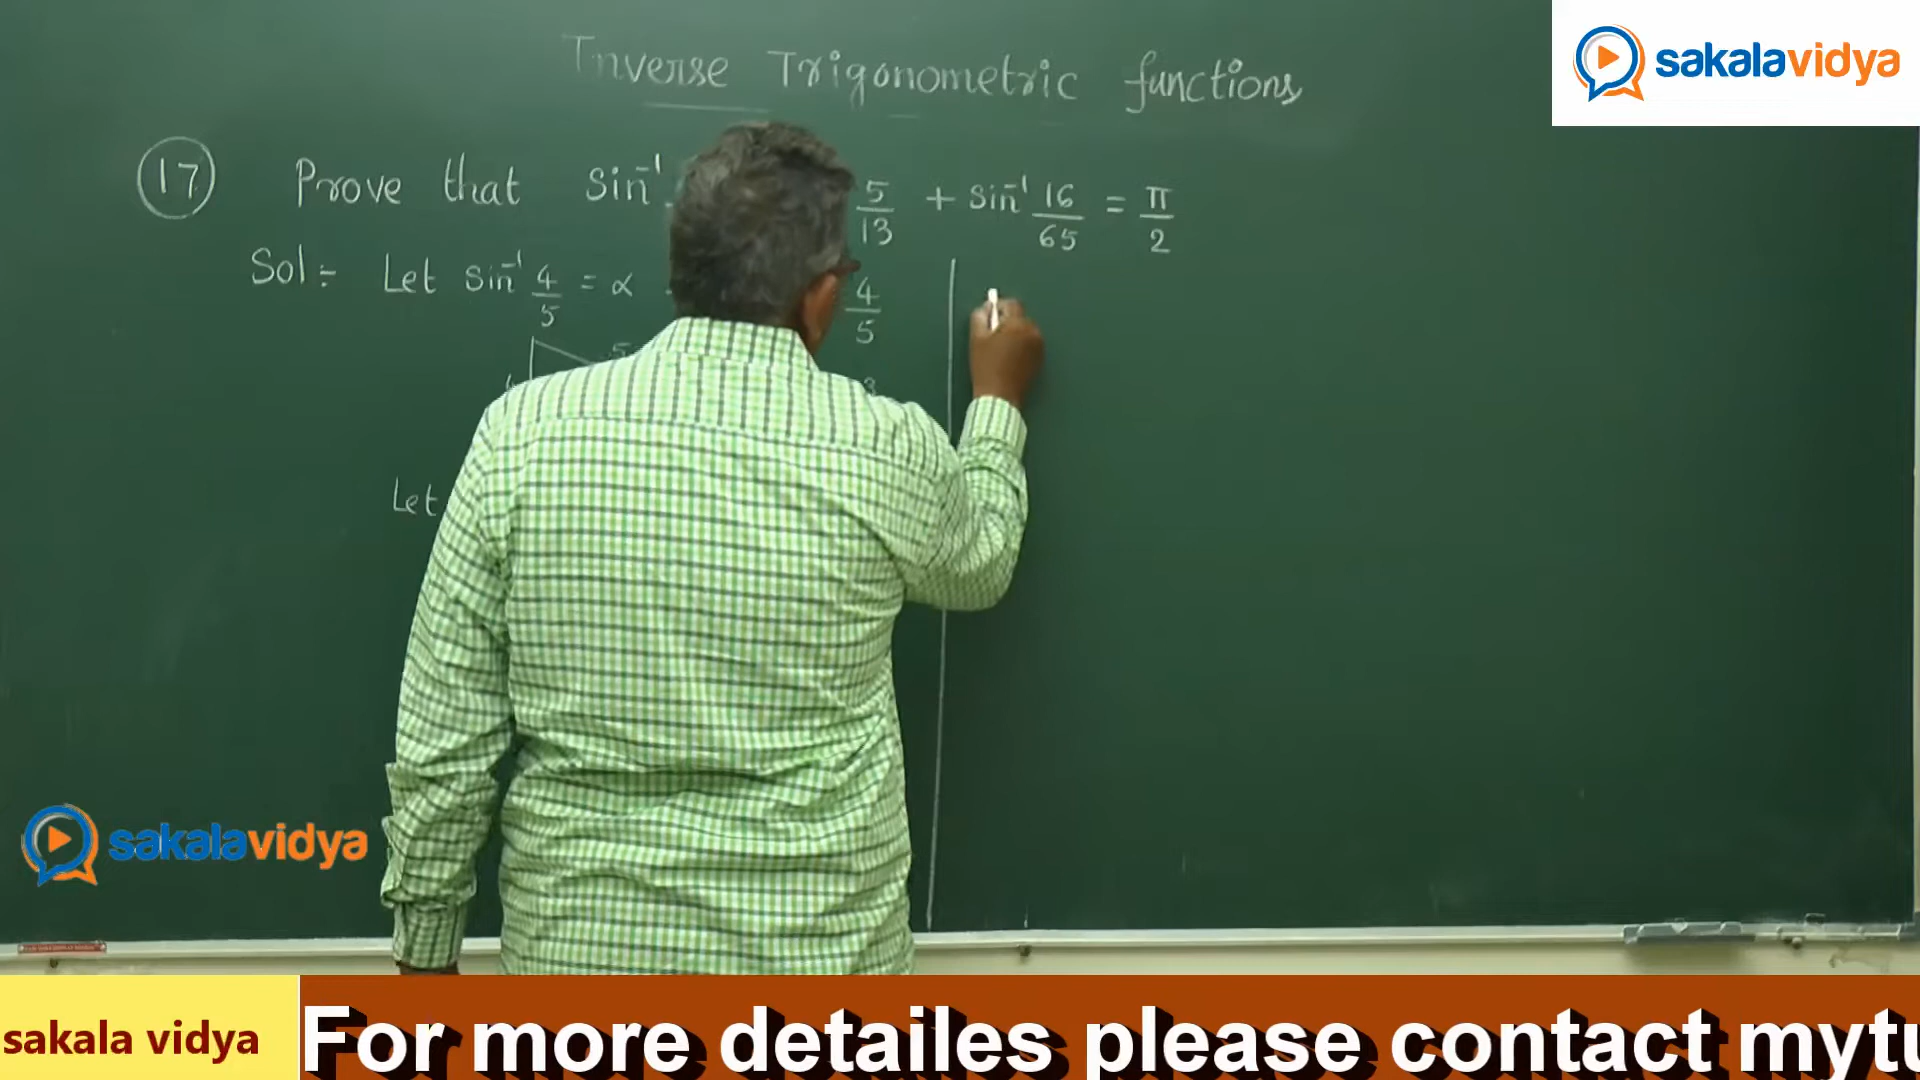 Inverse Trigonometric functions
sakalavidya
17 Prove that Sin⁻¹ 5/13 + Sin⁻¹ 16/65 = π/2
Sol:- Let Sin⁻¹ 4/5 = α 4/5
5
Let
sakalavidya
sakala vidya
For more detailes please contact